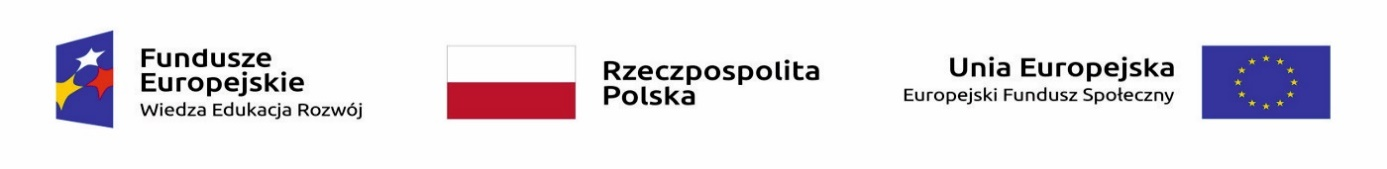 Fundusze
Europejskie
Wiedza Edukacja Rozwój
Rzeczpospolita
Polska
Unia Europejska
Europejski Fundusz Społeczny